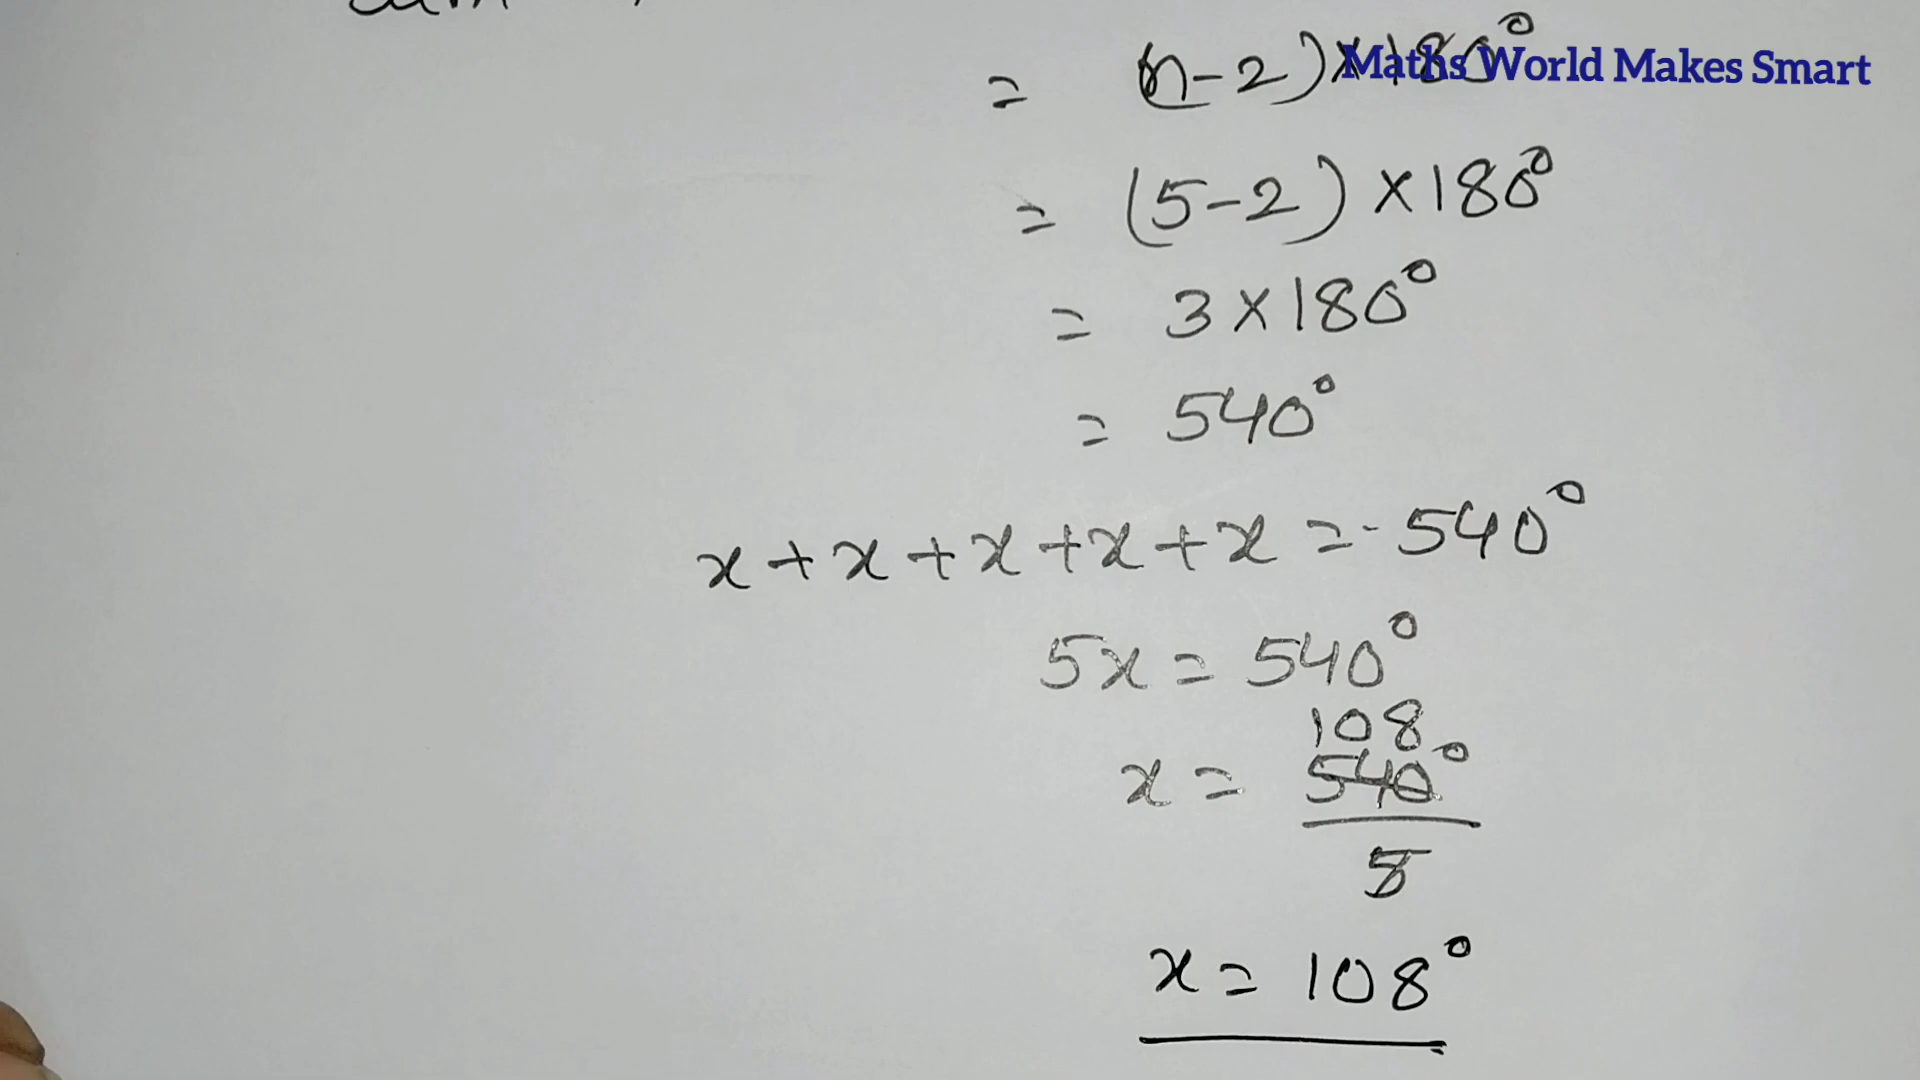 = (n-2)×180°
Maths World Makes Smart
= (5-2)×180°
= 3×180°
= 540°
x+x+x+x+x = 540°
5x = 540°
108
x = 540°
5
x = 108°